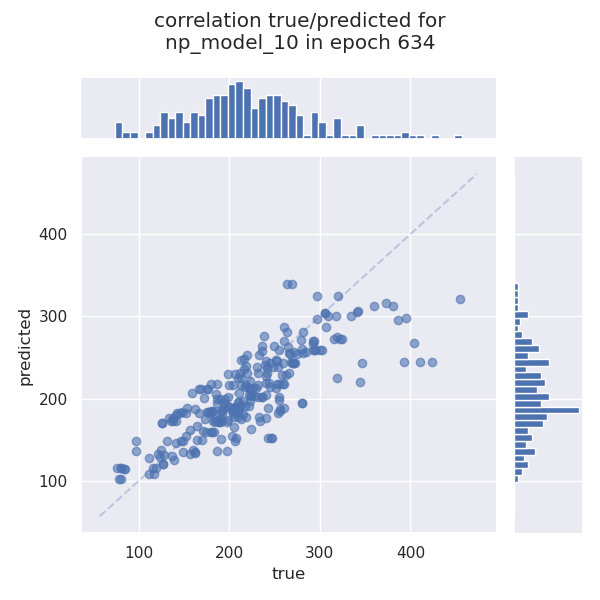 correlation true/predicted for
np_model_10 in epoch 634
400
300
200
100
predicted
100 200 300 400
true